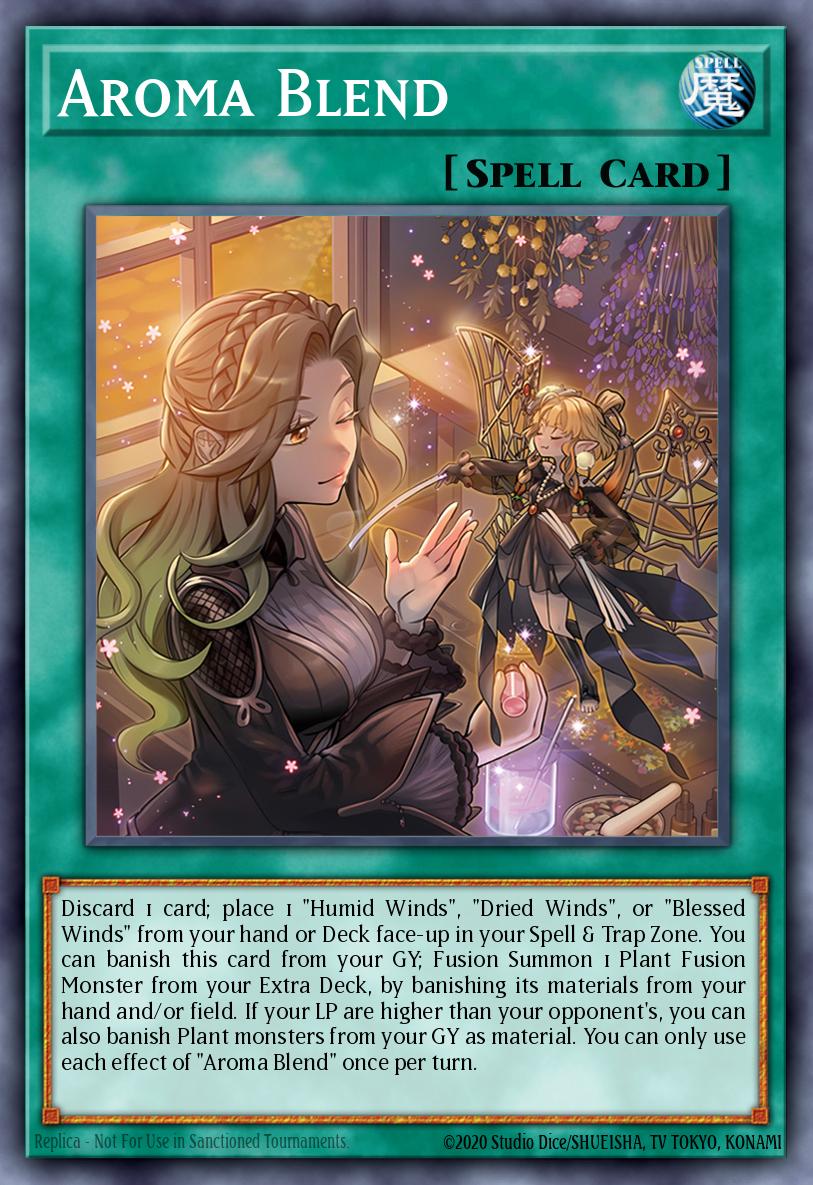 Aroma Blend
SPELL
魔
[Spell Card]
Discard 1 card; place 1 "Humid Winds", "Dried Winds", or "Blessed
Winds" from your hand or Deck face-up in your Spell & Trap Zone. You
can banish this card from your GY; Fusion Summon 1 Plant Fusion
Monster from your Extra Deck, by banishing its materials from your
hand and/or field. If your LP are higher than your opponent's, you can
also banish Plant monsters from your GY as material. You can only use
each effect of "Aroma Blend" once per turn.
Replica - Not For Use in Sanctioned Tournaments.
©2020 Studio Dice/SHUEISHA, TV TOKYO, KONAMI